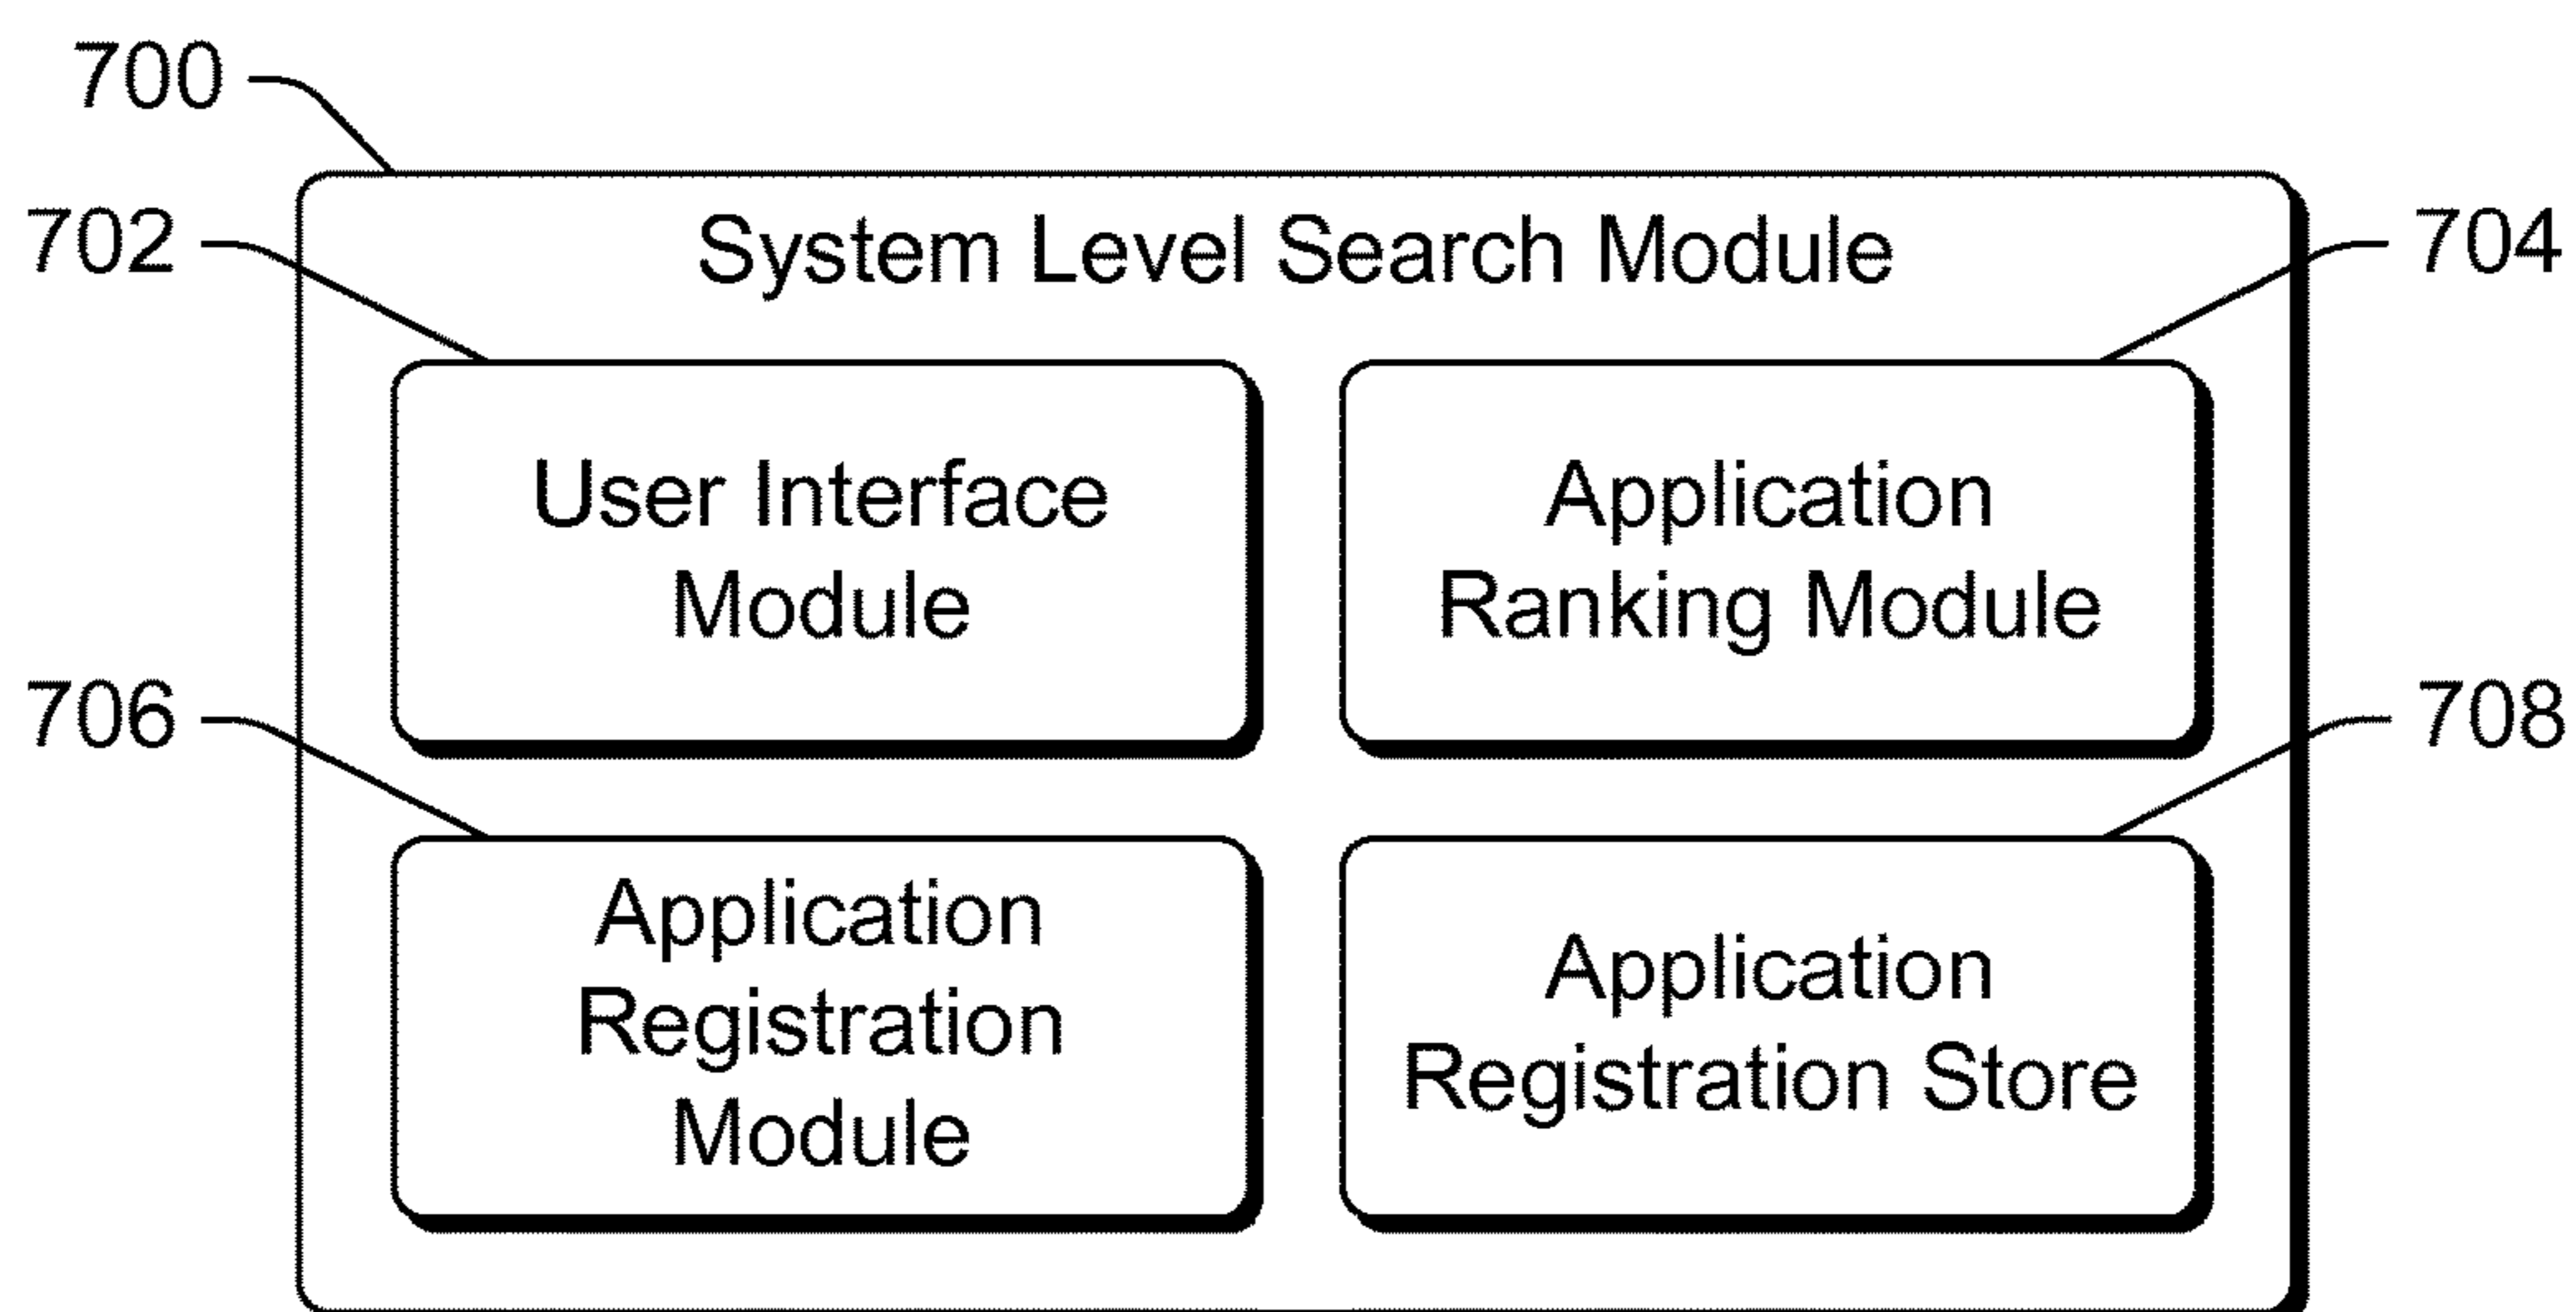 700
702
System Level Search Module
704
User Interface
Module
Application
Ranking Module
706
708
Application
Registration
Module
Application
Registration Store